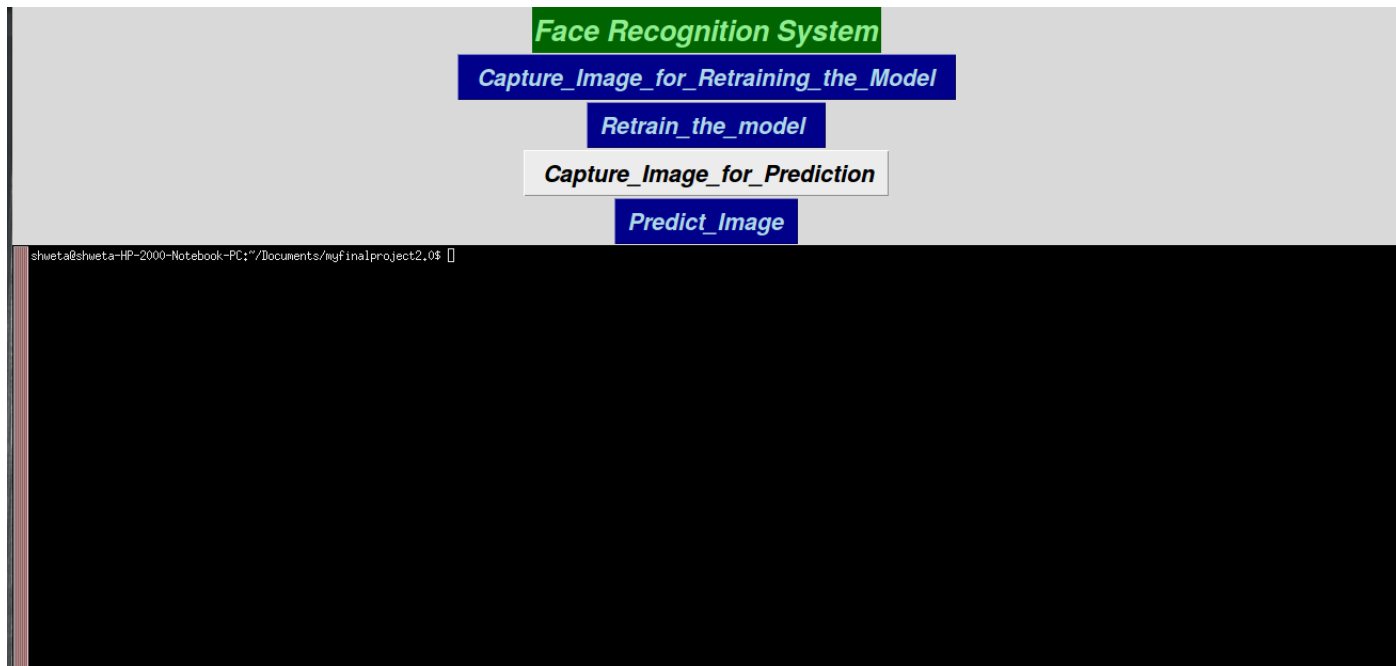 Face Recognition System
Capture_Image_for_Retraining_the_Model
Retrain_the_model
Capture_Image_for_Prediction
Predict_Image
shweta@shweta-HP-2000-Notebook-PC:~/Documents/myfinalproject2.0$